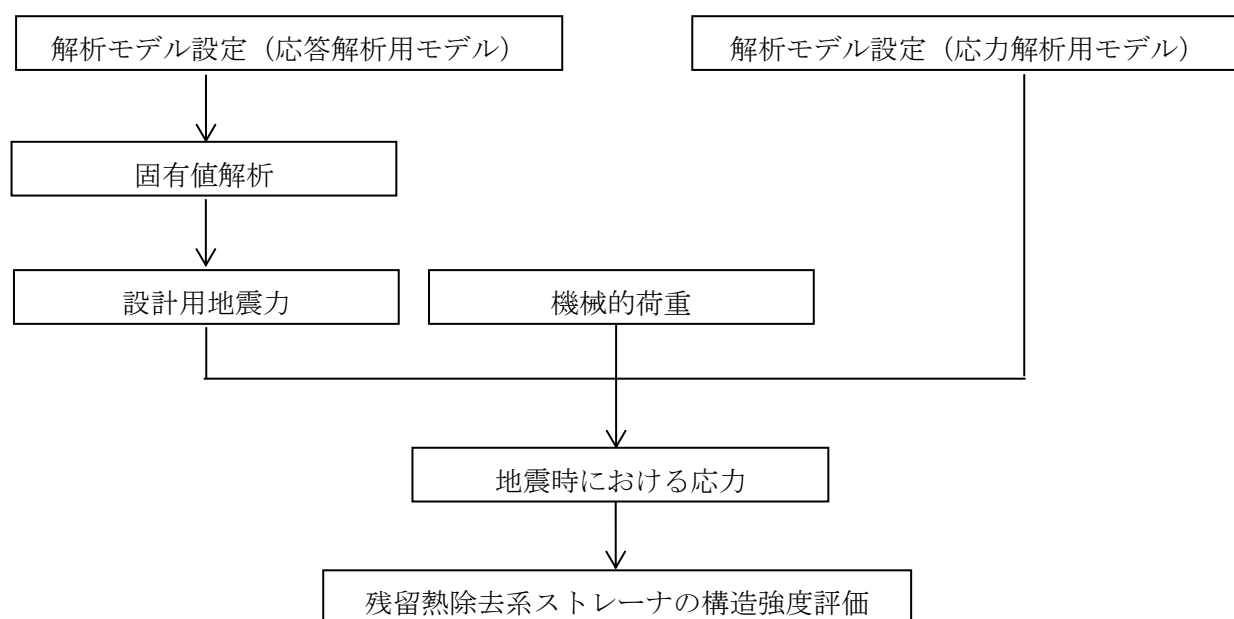 解析モデル設定（応答解析用モデル）
解析モデル設定（応力解析用モデル）
固有値解析
設計用地震力
機械的荷重
地震時における応力
残留熱除去系ストレーナの構造強度評価